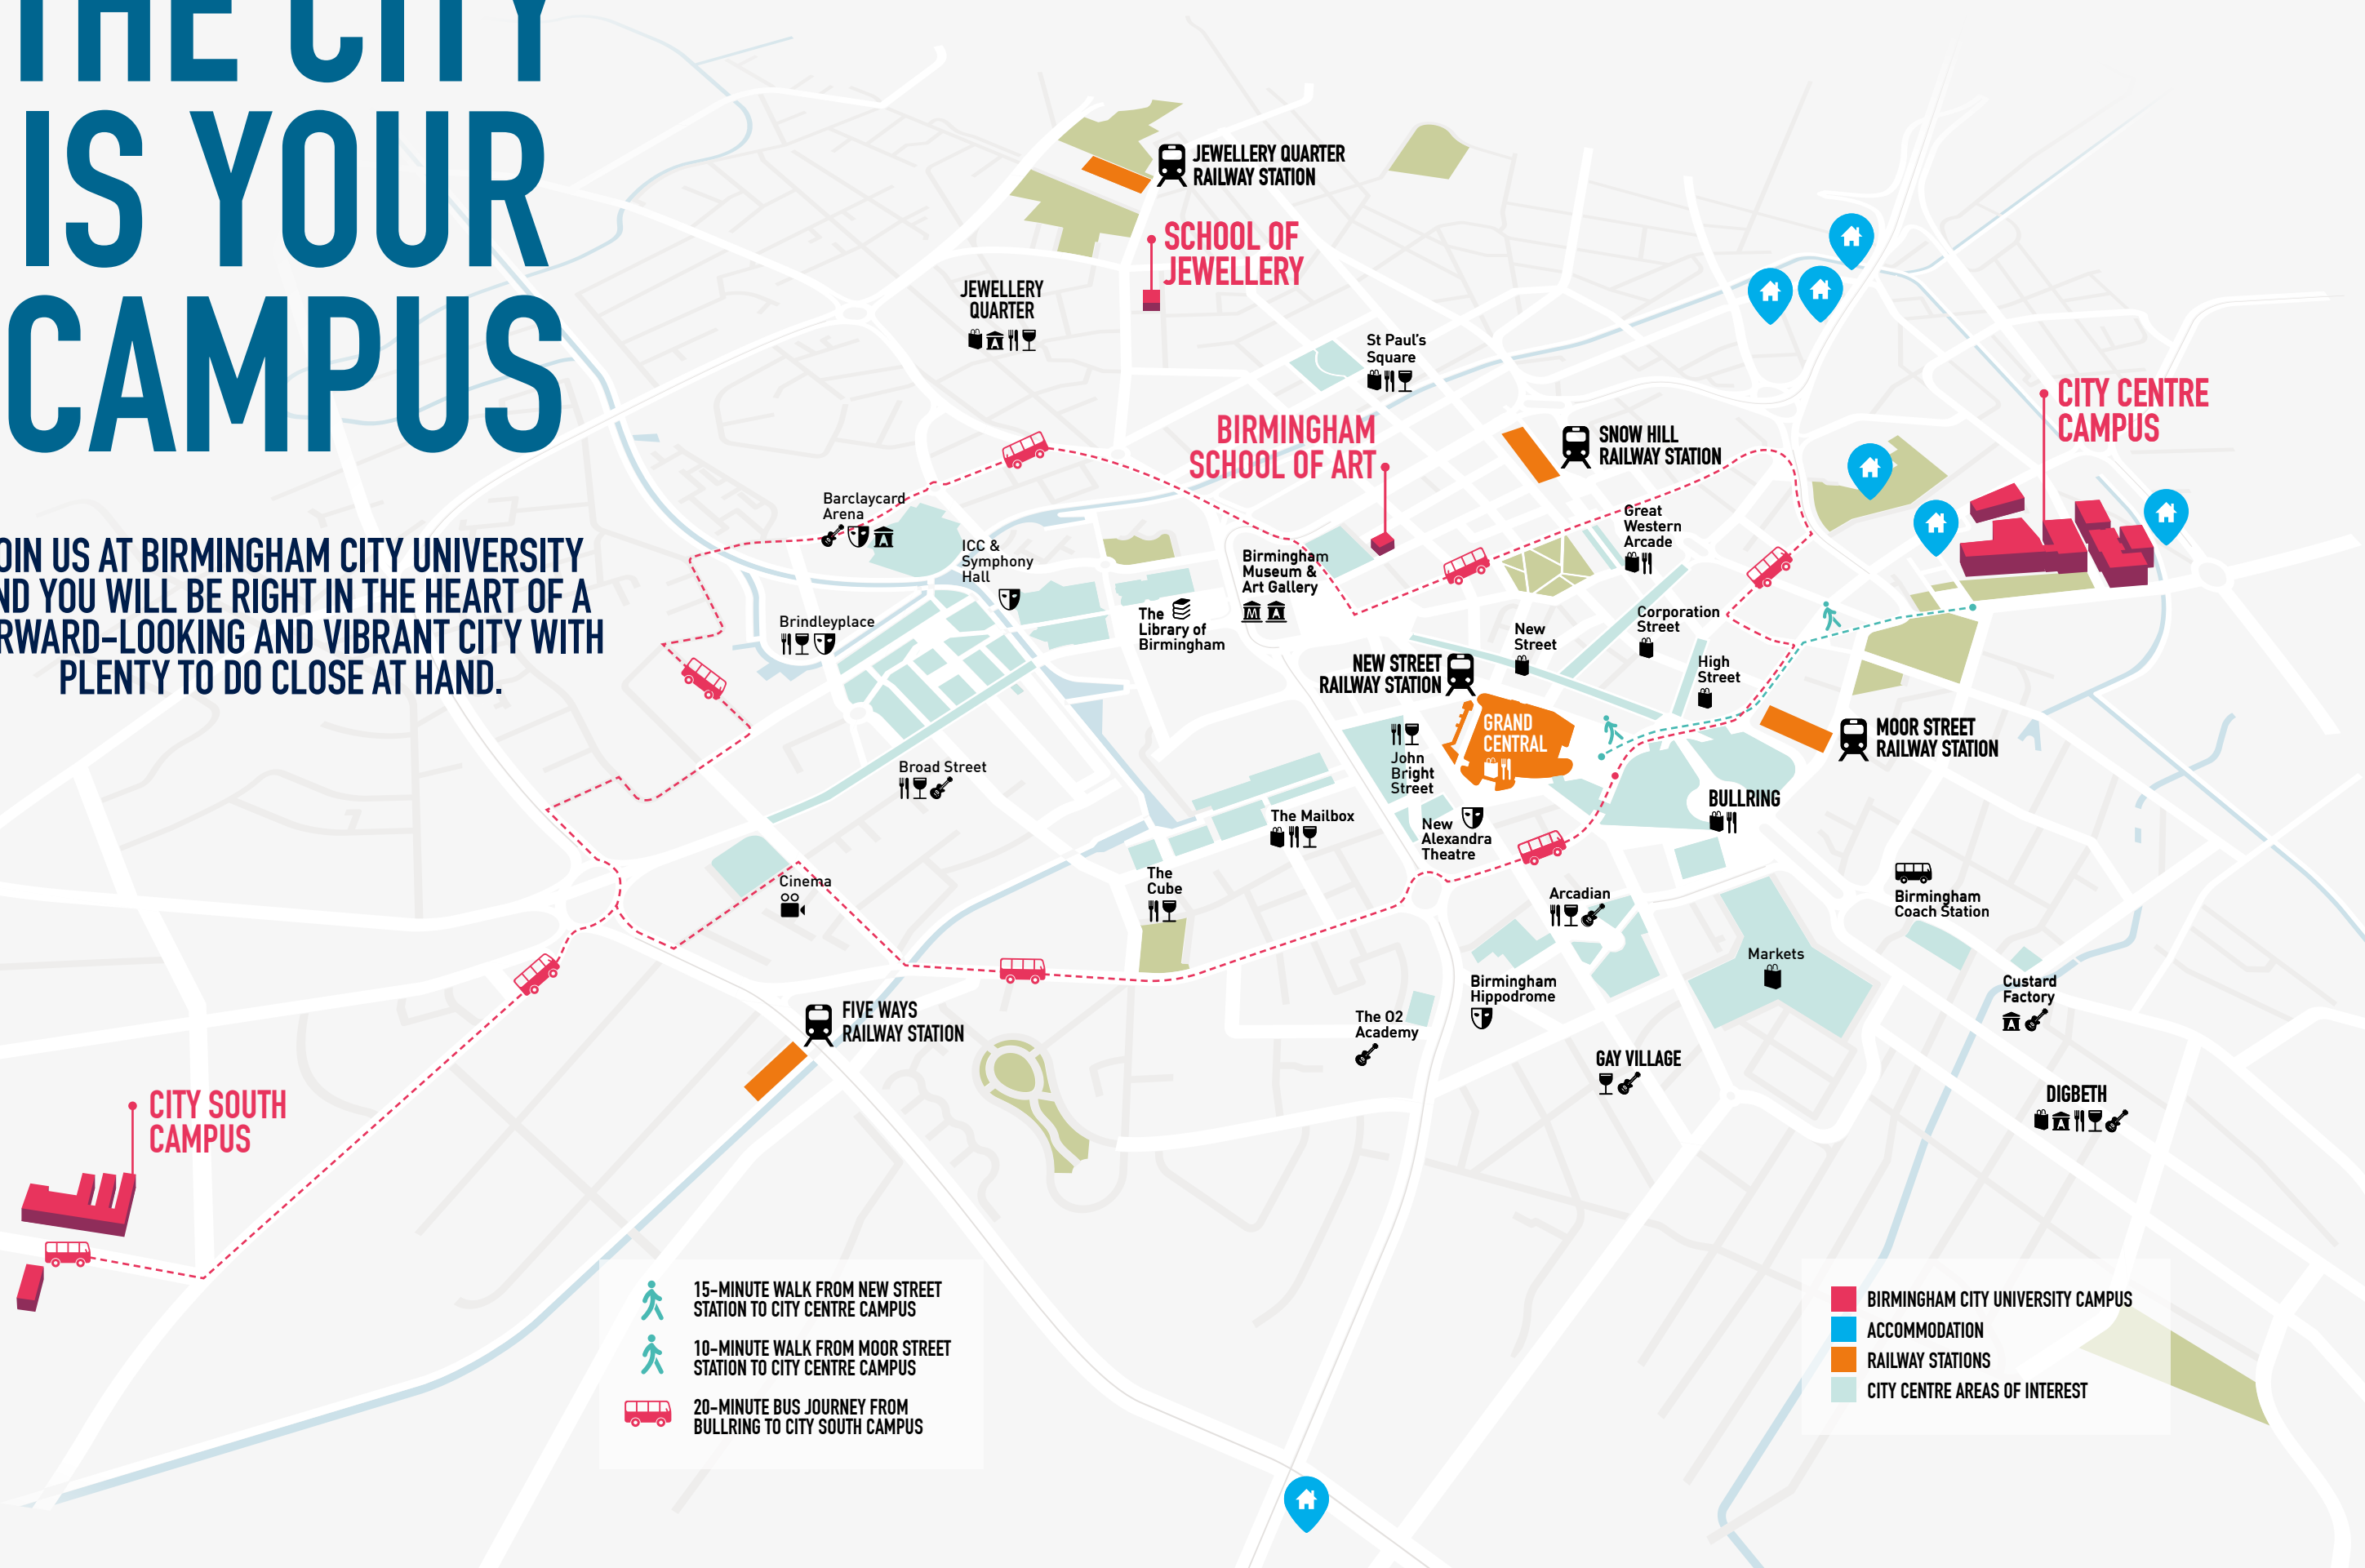 THE CITY
IS YOUR
CAMPUS
OIN US AT BIRMINGHAM CITY UNIVERSITY
ND YOU WILL BE RIGHT IN THE HEART OF A
RWARD-LOOKING AND VIBRANT CITY WITH
PLENTY TO DO CLOSE AT HAND.
JEWELLERY QUARTER
RAILWAY STATION
SCHOOL OF
JEWELLERY
JEWELLERY
QUARTER
St Paul's
Square
CITY CENTRE
CAMPUS
BIRMINGHAM
SCHOOL OF ART
SNOW HILL
RAILWAY STATION
Barclaycard
Arena
ICC &
Symphony
Hall
Great
Western
Arcade
Birmingham
Museum &
Art Gallery
Brindleyplace
The
Library of
Birmingham
New
Street
Corporation
Street
High
Street
NEW STREET
RAILWAY STATION
GRAND
CENTRAL
MOOR STREET
RAILWAY STATION
John
Bright
Street
Broad Street
BULLRING
The Mailbox
New
Alexandra
Theatre
Cinema
The
Cube
Arcadian
Birmingham
Coach Station
Markets
Birmingham
Hippodrome
Custard
Factory
FIVE WAYS
RAILWAY STATION
The O2
Academy
GAY VILLAGE
DIGBETH
CITY SOUTH
CAMPUS
15-MINUTE WALK FROM NEW STREET
STATION TO CITY CENTRE CAMPUS
10-MINUTE WALK FROM MOOR STREET
STATION TO CITY CENTRE CAMPUS
20-MINUTE BUS JOURNEY FROM
BULLRING TO CITY SOUTH CAMPUS
BIRMINGHAM CITY UNIVERSITY CAMPUS
ACCOMMODATION
RAILWAY STATIONS
CITY CENTRE AREAS OF INTEREST